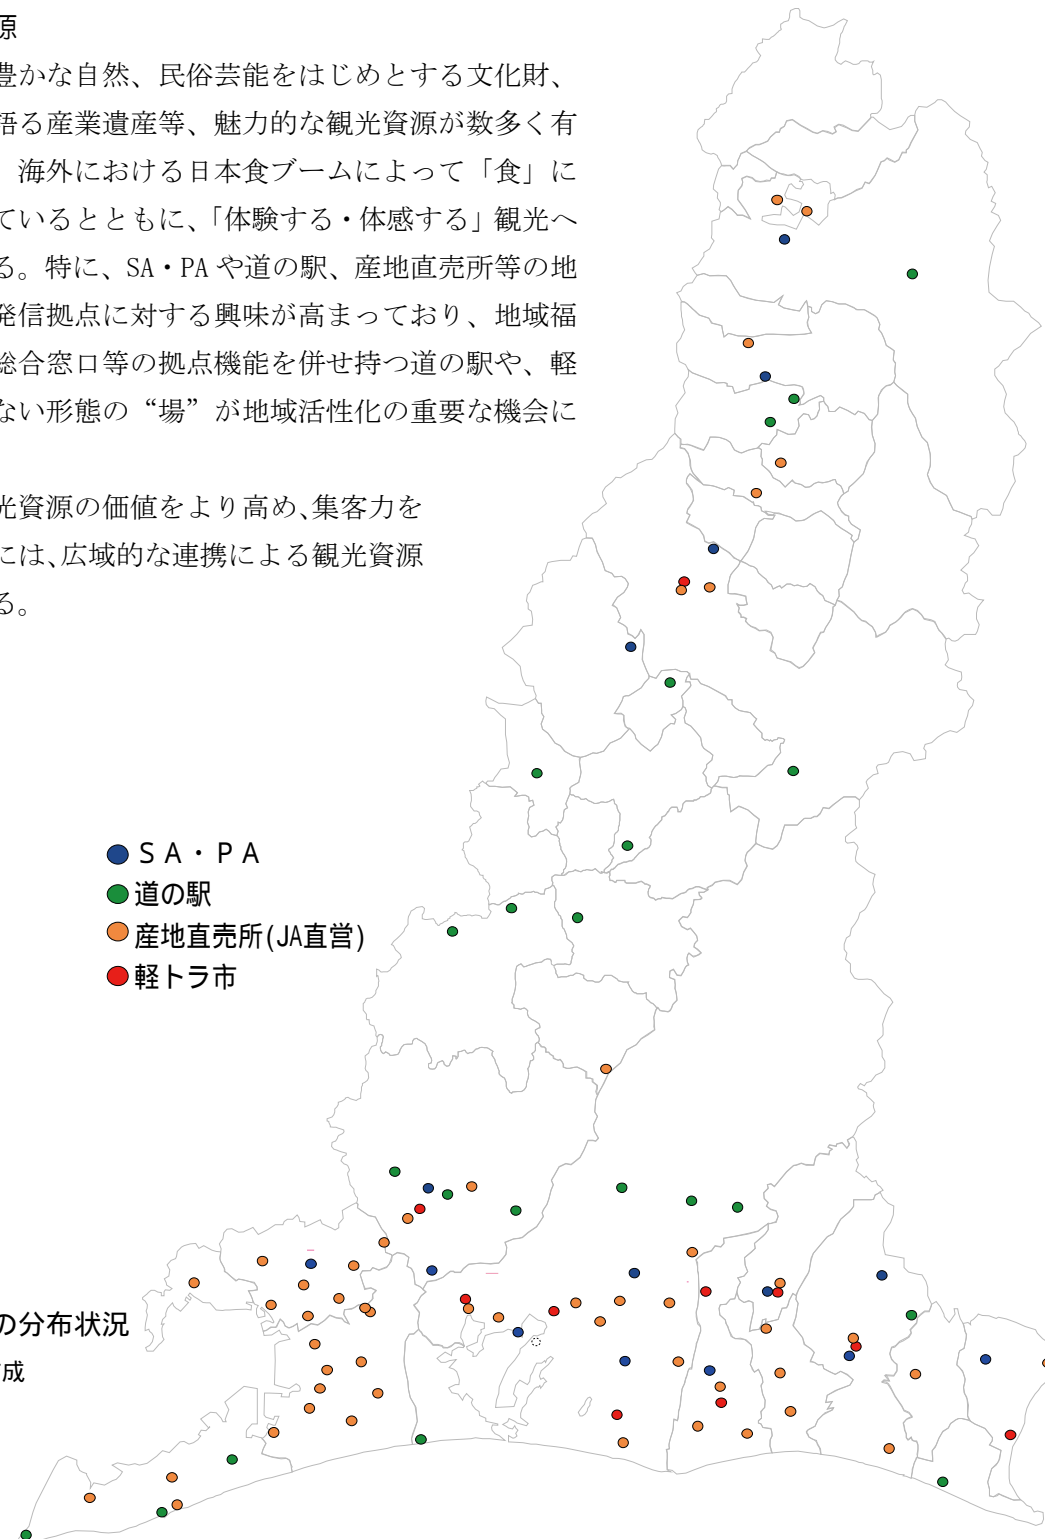 源
豊かな自然、民俗芸能をはじめとする文化財、
語る産業遺産等、魅力的な観光資源が数多く有
海外における日本食ブームによって「食」に
ているとともに、「体験する・体感する」観光へ
る。特に、SA・PAや道の駅、産地直売所等の地
発信拠点に対する興味が高まっており、地域福
総合窓口等の拠点機能を併せ持つ道の駅や、軽
ない形態の“場”が地域活性化の重要な機会に
光資源の価値をより高め、集客力を
には、広域的な連携による観光資源
る。
ＳＡ・ＰＡ
道の駅
産地直売所(JA直営)
軽トラ市
の分布状況
成